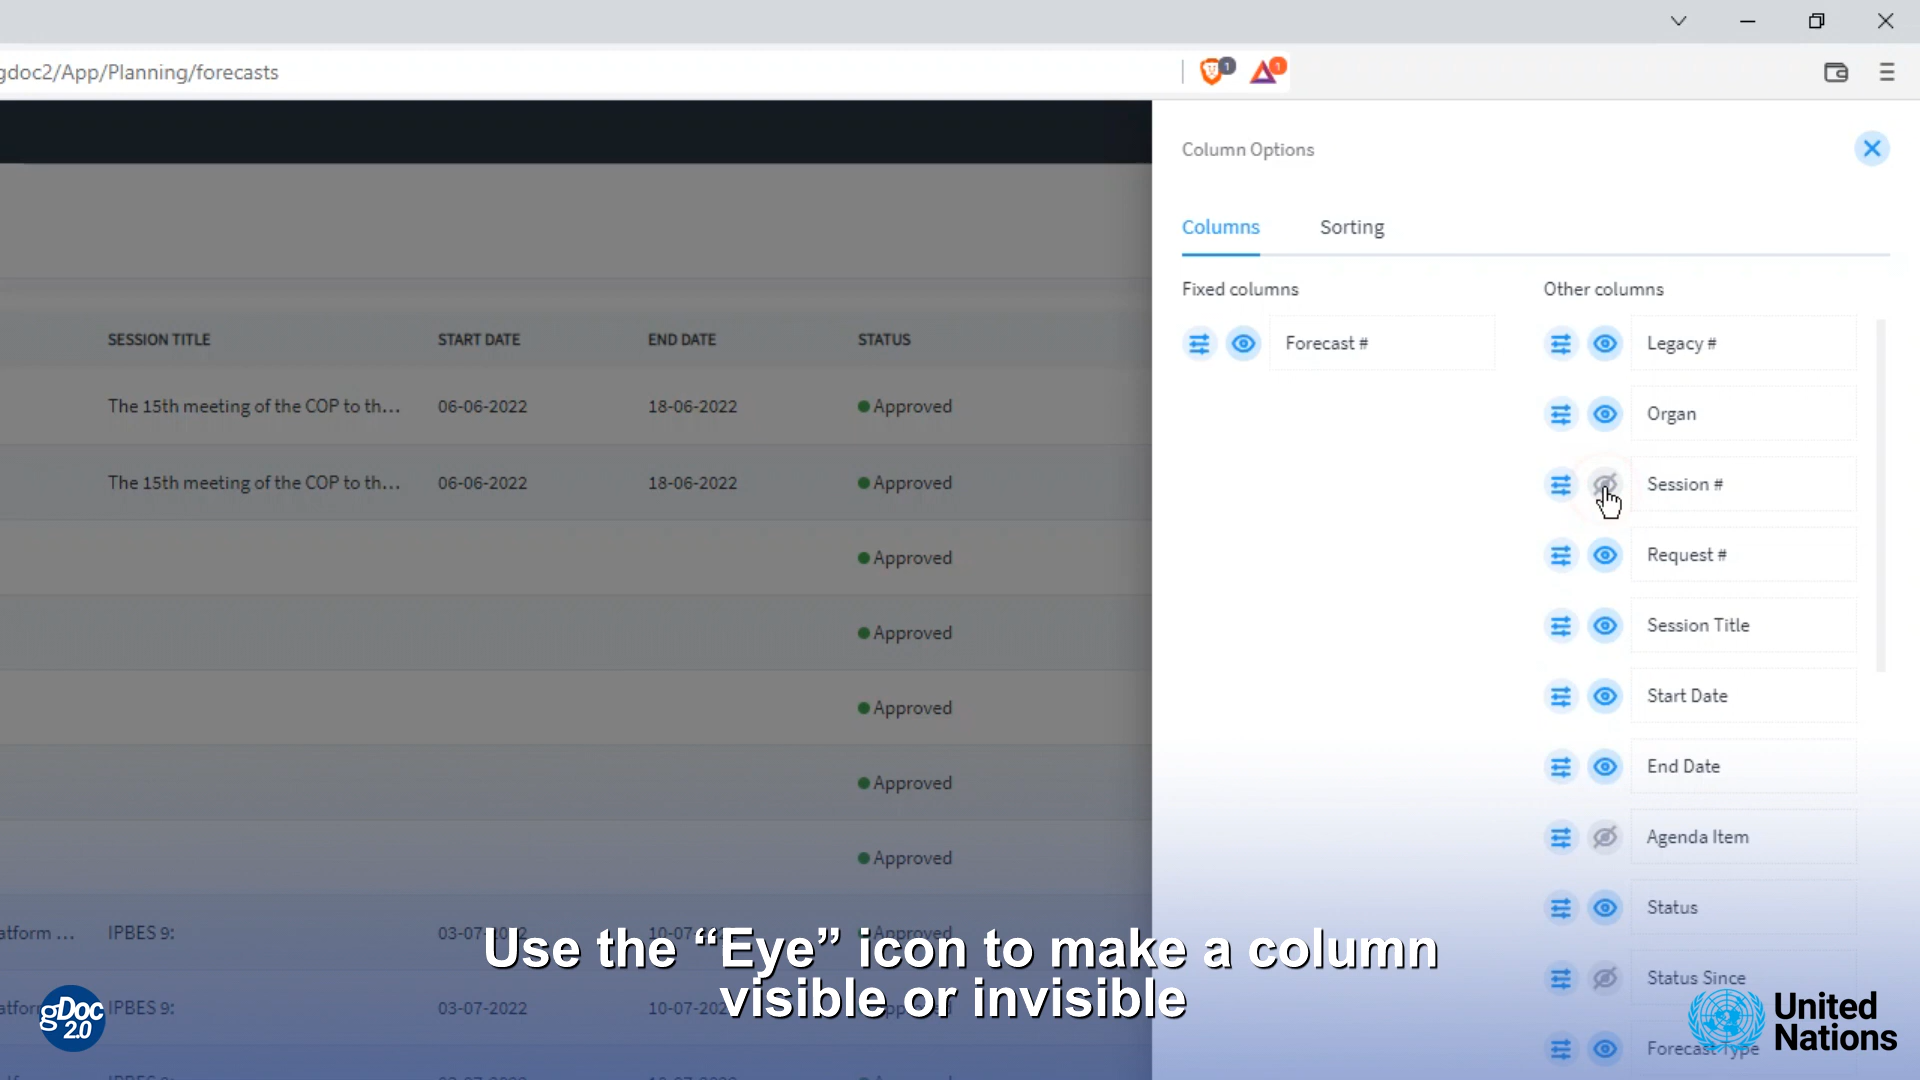 gdoc2/App/Planning/forecasts
1
1
Column Options
Columns Sorting
Fixed columns Other columns
Forecast # Legacy #
Organ
Session #
Request #
Session Title
Start Date
End Date
Agenda Item
Status
Status Since
Forecast Type
SESSION TITLE START DATE END DATE STATUS
The 15th meeting of the COP to th... 06-06-2022 18-06-2022 Approved
The 15th meeting of the COP to th... 06-06-2022 18-06-2022 Approved
Approved
Approved
Approved
Approved
Approved
atform ... IPBES 9: 03-07-2022 10-07-2022 Approved
IPBES 9: 03-07-2022
Use the “Eye” icon to make a column
visible or invisible
gDoc
2.0
United
Nations